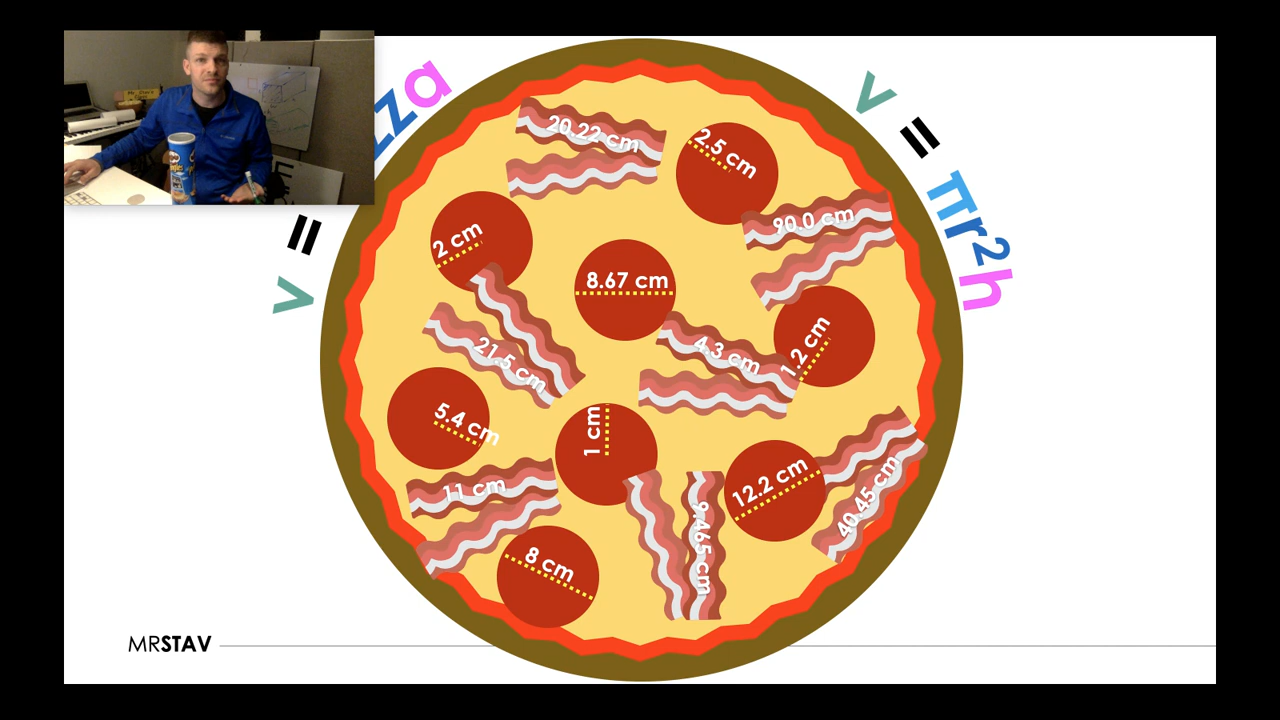 v = zza
v = πr²h
20.22 cm
2.5 cm
90.0 cm
2 cm
8.67 cm
21.5 cm
4.3 cm
1.2 cm
5.4 cm
1 cm
12.2 cm
40.45 cm
11 cm
9.465 cm
8 cm
MRSTAV